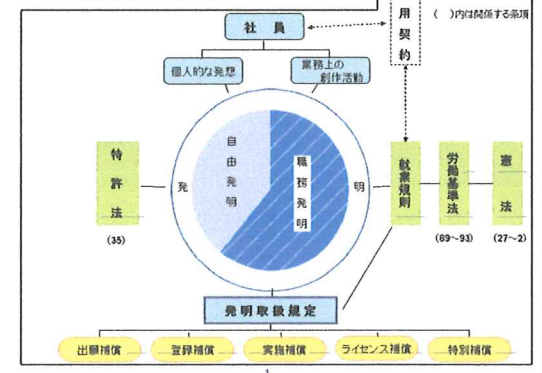 社員
用契約
( )内は関係する条項
個人的な発想
業務上の
創作活動
自由発明
職務発明
発
明
特許法
(35)
就業規則
労働基準法
(89~93)
憲法
(27~2)
発明取扱規定
出願補償
登録補償
実施補償
ライセンス補償
特別補償